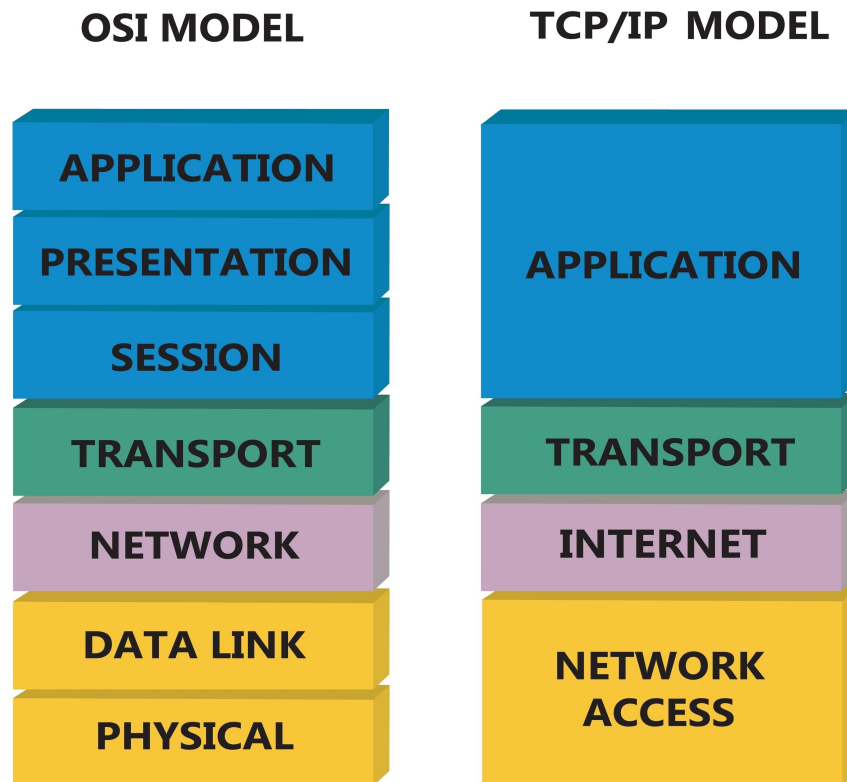 OSI MODEL
APPLICATION
PRESENTATION
SESSION
TRANSPORT
NETWORK
DATA LINK
PHYSICAL
TCP/IP MODEL
APPLICATION
TRANSPORT
INTERNET
NETWORK
ACCESS